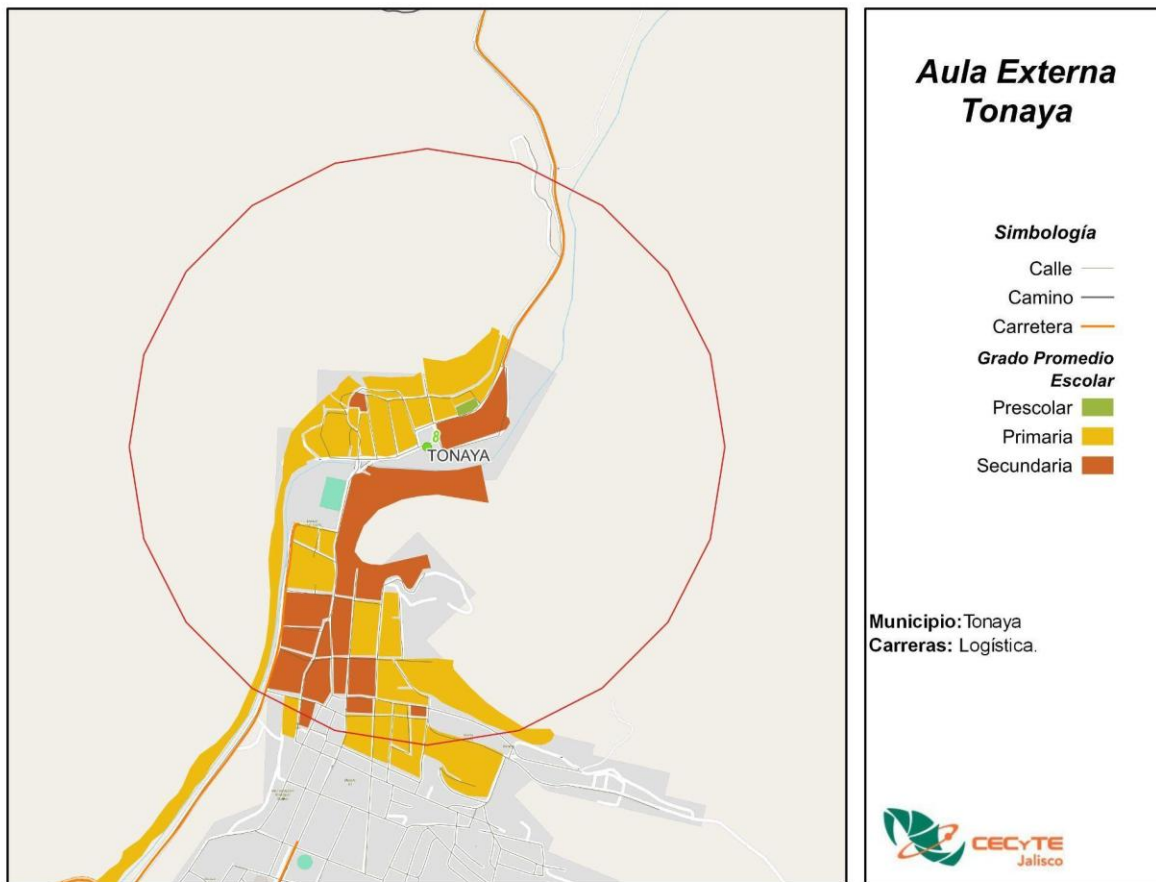 Aula Externa
Tonaya
Simbología
Calle
Camino
Carretera
Grado Promedio
Escolar
Prescolar
Primaria
Secundaria
8
TONAYA
Municipio:Tonaya
Carreras: Logística.
CECyTE
Jalisco